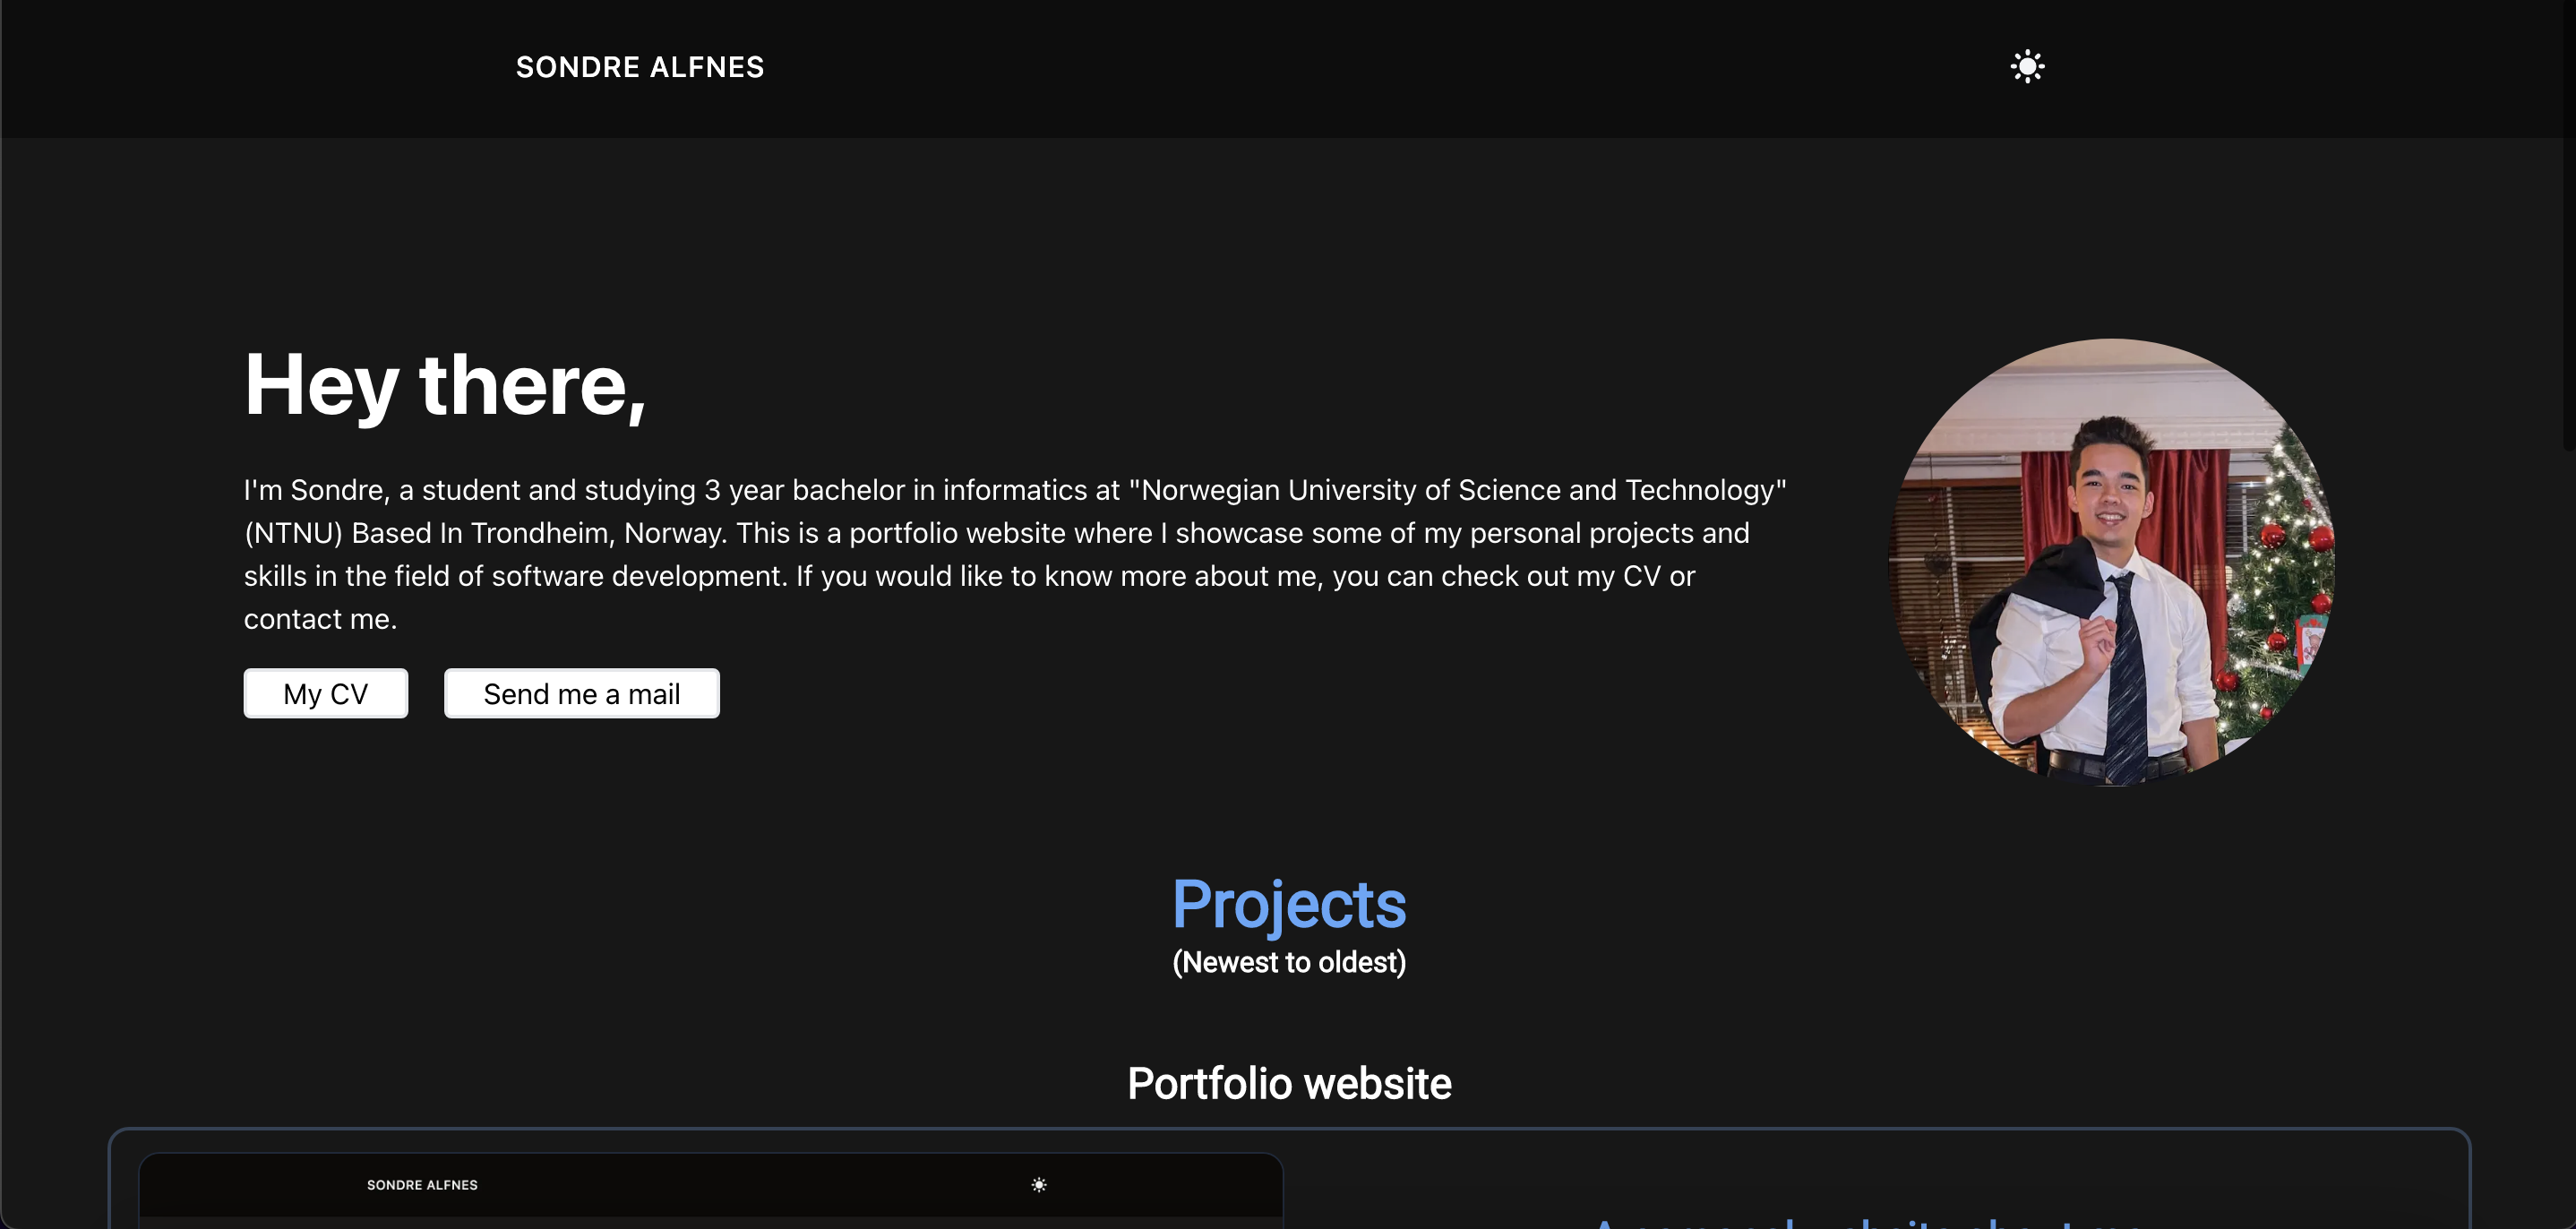 SONDRE ALFNES
Hey there,
I'm Sondre, a student and studying 3 year bachelor in informatics at "Norwegian University of Science and Technology"
(NTNU) Based In Trondheim, Norway. This is a portfolio website where I showcase some of my personal projects and
skills in the field of software development. If you would like to know more about me, you can check out my CV or
contact me.
My CV
Send me a mail
Projects
(Newest to oldest)
Portfolio website
SONDRE ALFNES